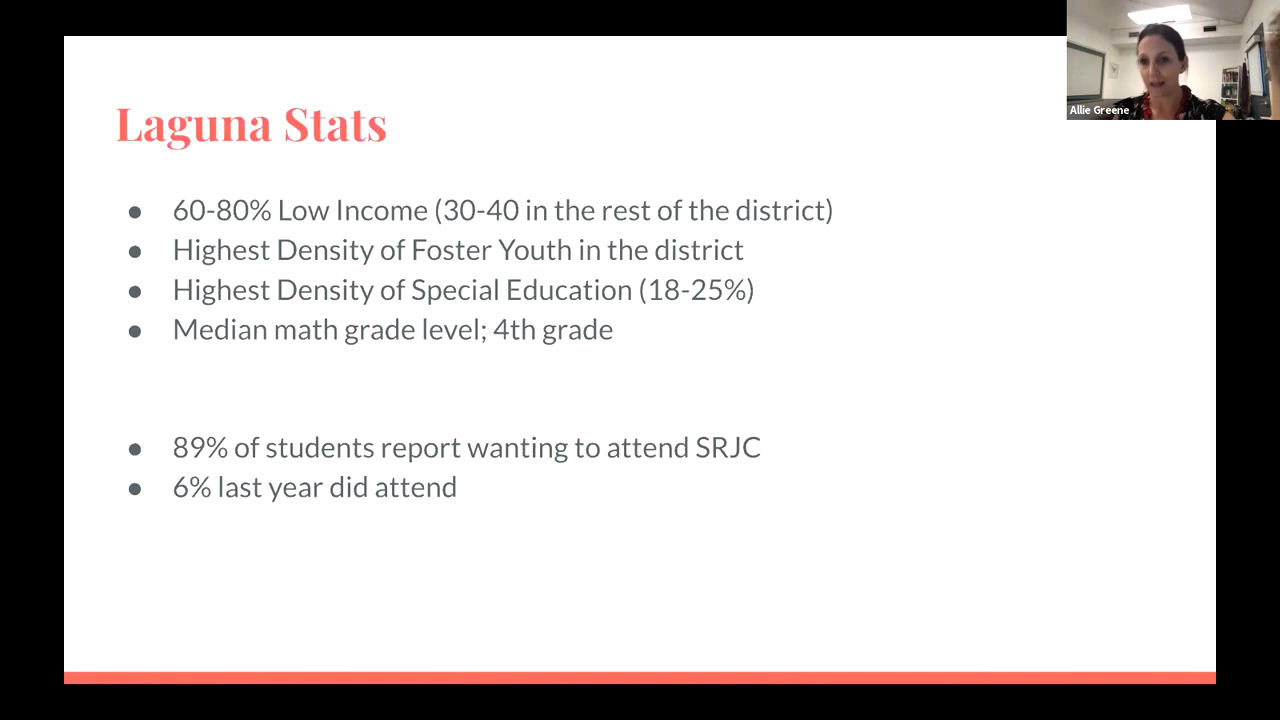 Allie Greene
Laguna Stats
● 60-80% Low Income (30-40 in the rest of the district)
● Highest Density of Foster Youth in the district
● Highest Density of Special Education (18-25%)
● Median math grade level; 4th grade
● 89% of students report wanting to attend SRJC
● 6% last year did attend